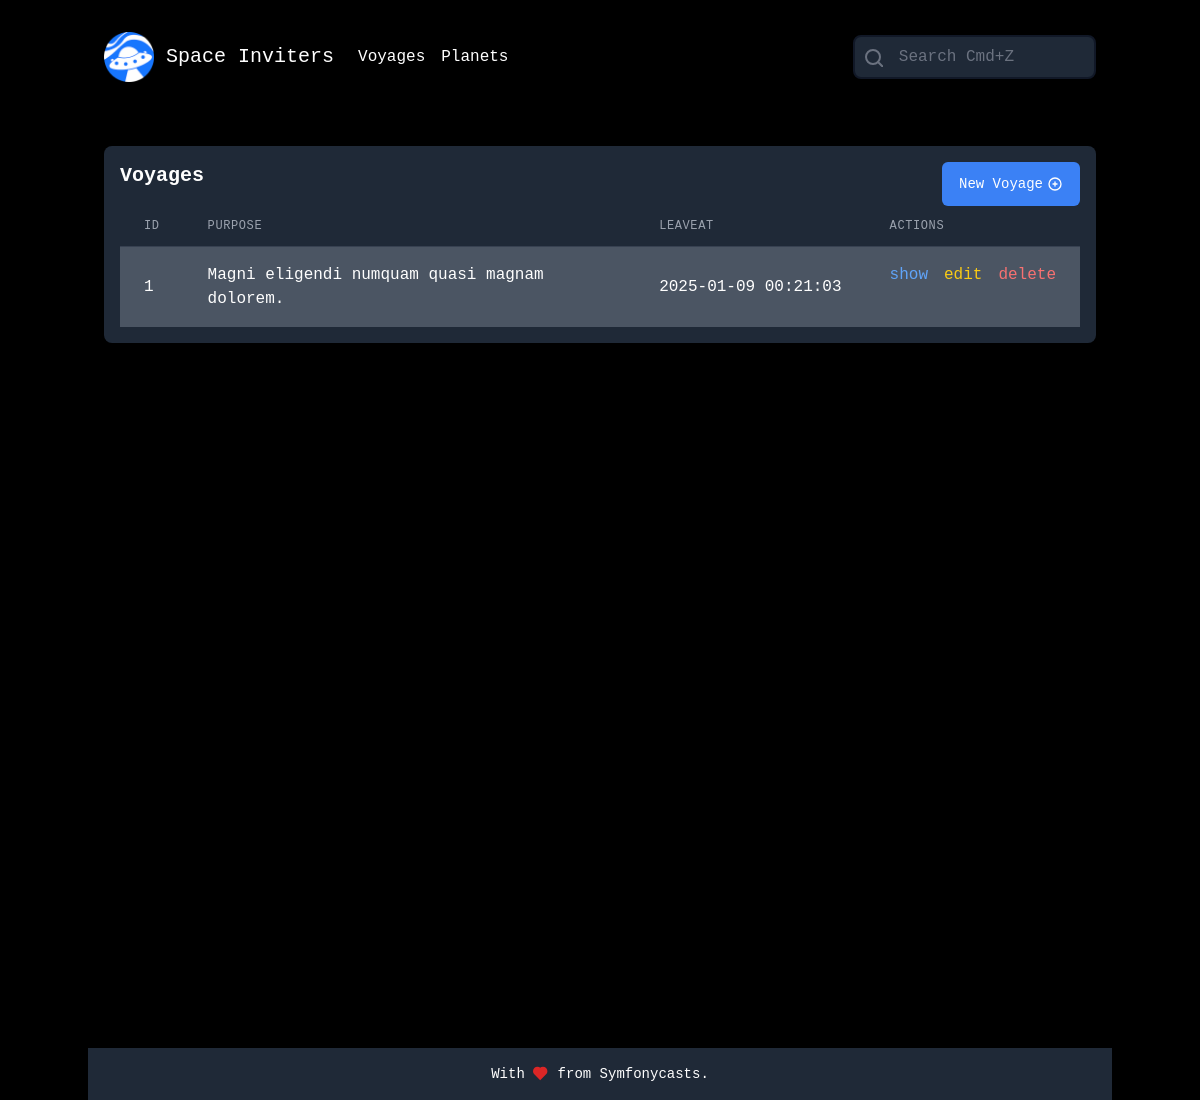 Space Inviters Voyages Planets Search Cmd+Z
Voyages
New Voyage
ID PURPOSE LEAVEAT ACTIONS
1 Magni eligendi numquam quasi magnam
dolorem. 2025-01-09 00:21:03 show edit delete
With from Symfonycasts.